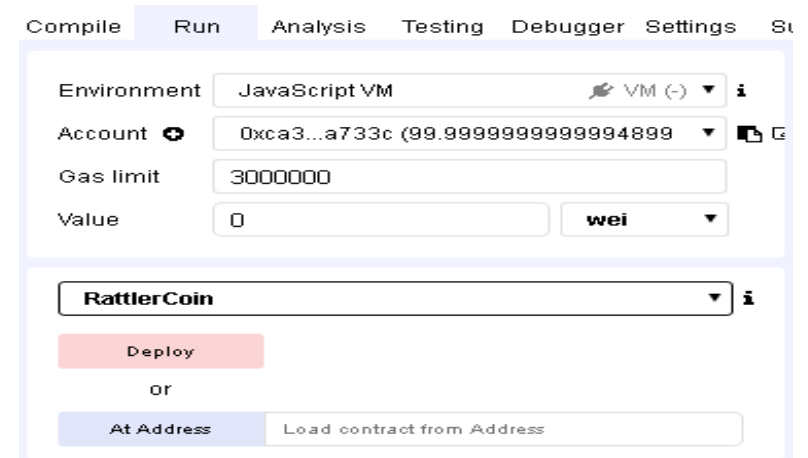 Compile Run Analysis Testing Debugger Settings Su
Environment JavaScript VM VM (-) i
Account 0xca3...a733c (99.9999999999994899
Gas limit 3000000
Value 0 wei
RattlerCoin i
Deploy
or
At Address Load contract from Address